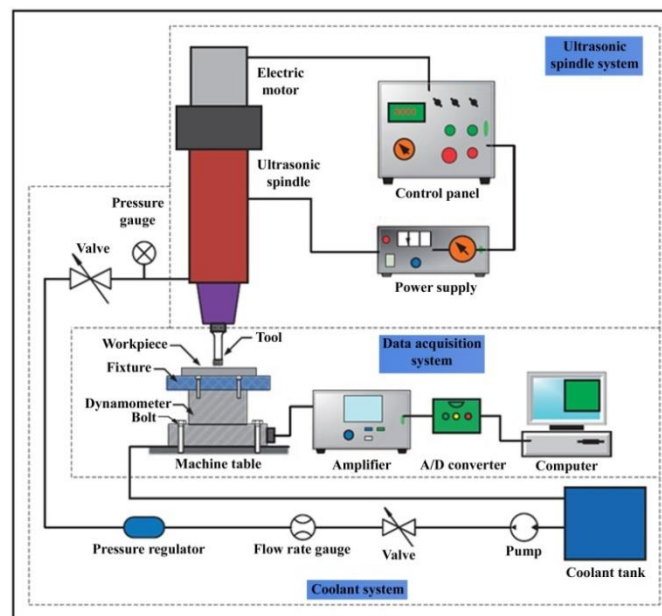 Ultrasonic
spindle system
Electric
motor
Ultrasonic
spindle
Control panel
Pressure
gauge
Valve
Power supply
Tool
Workpiece
Data acquisition
system
Fixture
Dynamometer
Bolt
Machine table
Amplifier
A/D converter
Computer
Pressure regulator
Flow rate gauge
Valve
Pump
Coolant tank
Coolant system